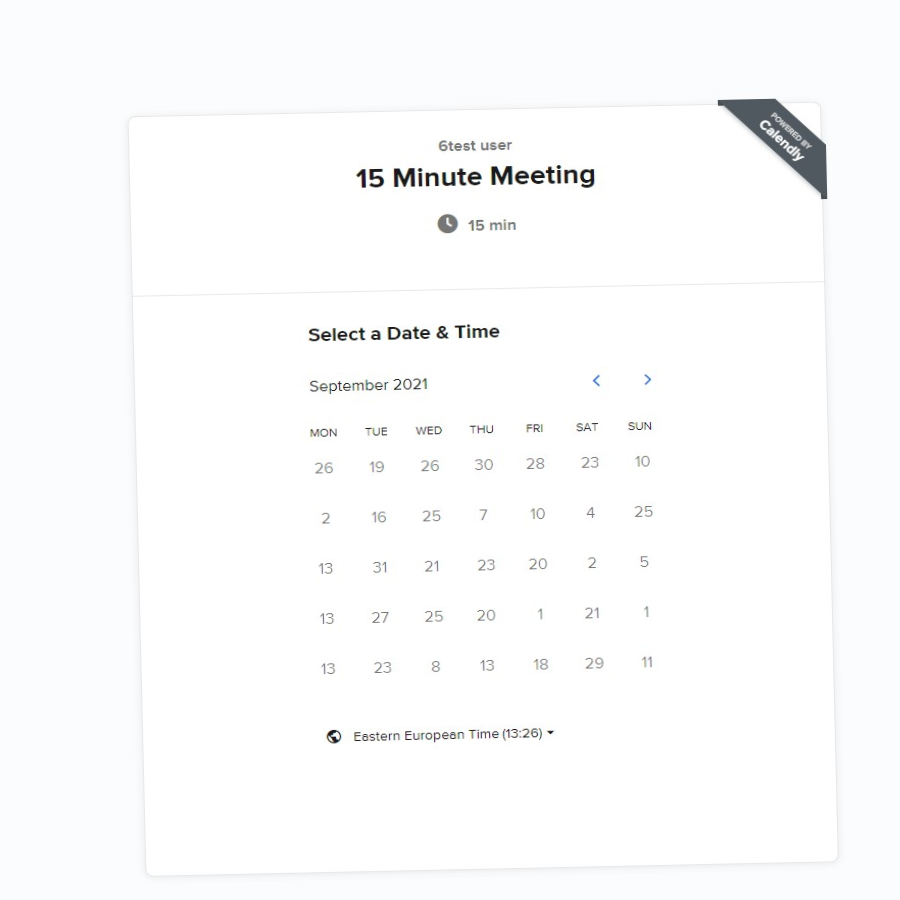 POWERED BY
Calendly
6test user
15 Minute Meeting
15 min
Select a Date & Time
September 2021
MON TUE WED THU FRI SAT SUN
26 19 26 30 28 23 10
2 16 25 7 10 4 25
13 31 21 23 20 2 5
13 27 25 20 1 21 1
13 23 8 13 18 29 11
Eastern European Time (13:26)